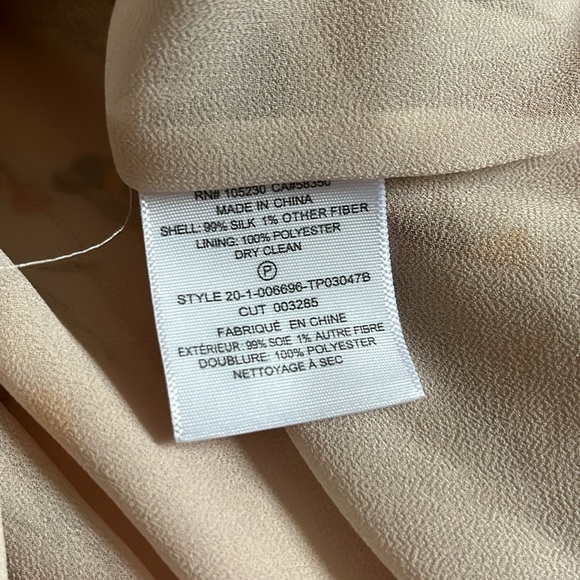 RN# 105230 CA#58350
MADE IN CHINA
SHELL: 99% SILK 1% OTHER FIBER
LINING: 100% POLYESTER
DRY CLEAN
P
STYLE 20-1-006696-TP03047B
CUT 003285
FABRIQUÉ EN CHINE
EXTÉRIEUR: 99% SOIE 1% AUTRE FIBRE
DOUBLURE: 100% POLYESTER
NETTOYAGE À SEC